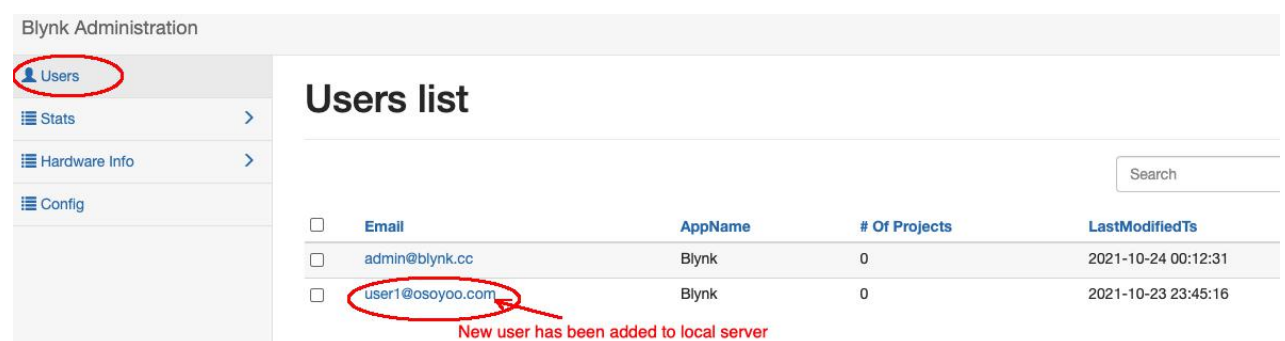 Blynk Administration
Users
Stats
Hardware Info
Config
Users list
Search
Email AppName # Of Projects LastModifiedTs
admin@blynk.cc Blynk 0 2021-10-24 00:12:31
user1@osoyoo.com Blynk 0 2021-10-23 23:45:16
New user has been added to local server